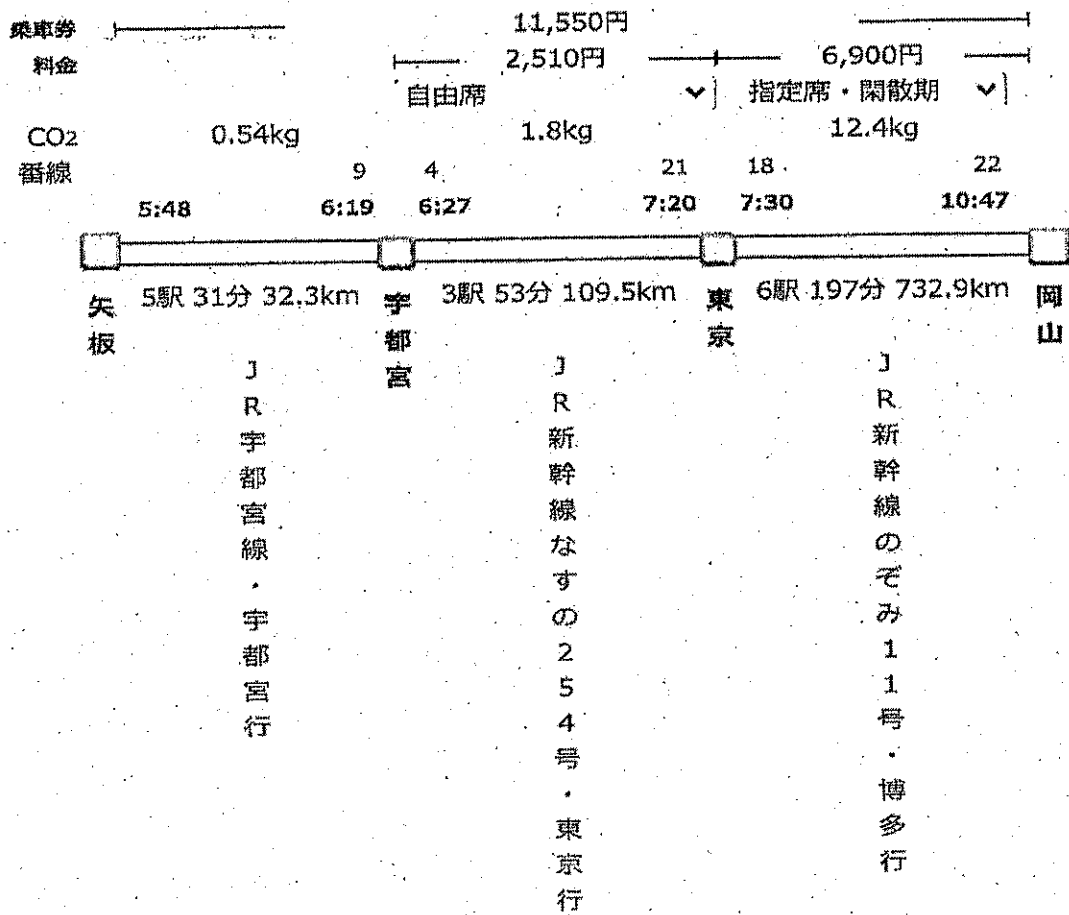 乗車券 11,550円
料金 2,510円 6,900円
自由席 指定席・閑散期
CO2 0.54kg 1.8kg 12.4kg
番線 9 4 21 18 22
5:48 6:19 6:27 7:20 7:30 10:47
矢板 5駅 31分 32.3km 宇都宮 3駅 53分 109.5km 東京 6駅 197分 732.9km 岡山
JR宇都宮線・宇都宮行
JR新幹線なすの254号・東京行
JR新幹線のぞみ11号・博多行